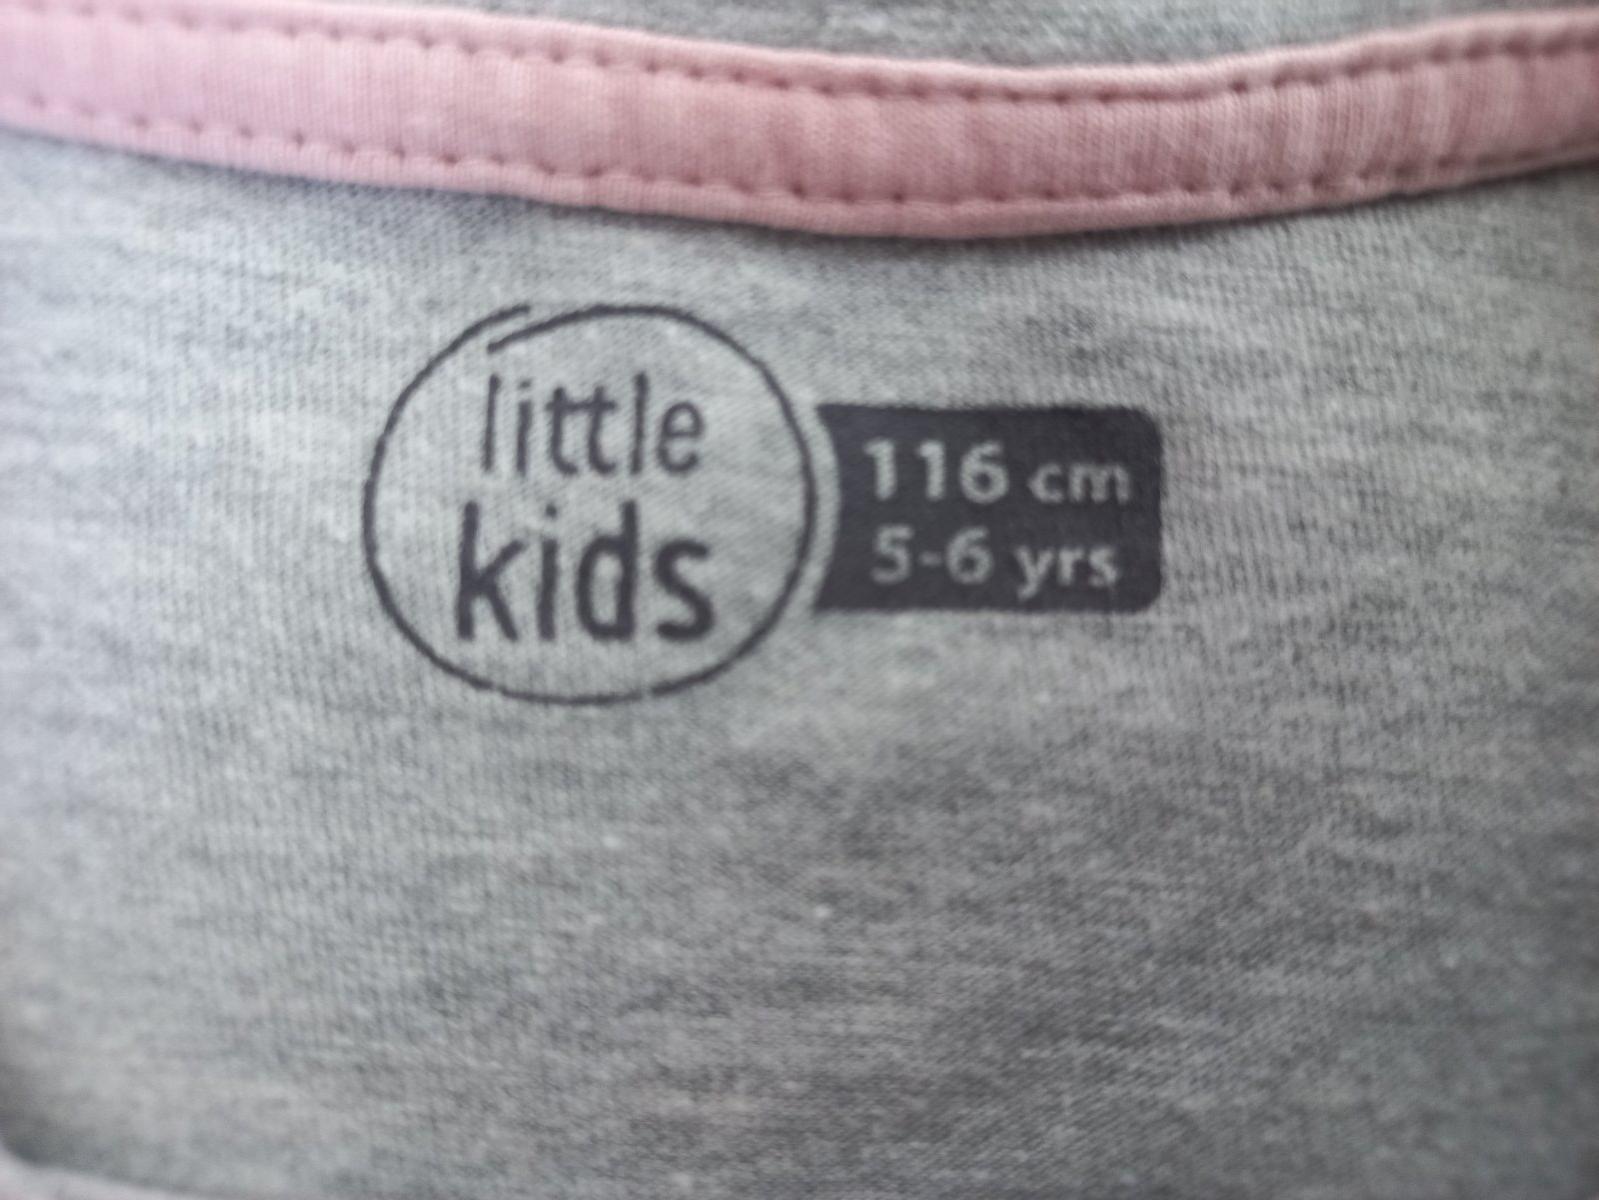 little
kids
116 cm
5-6 yrs